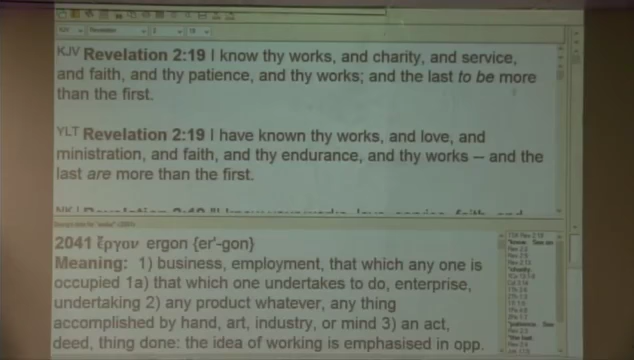 KJV Revelation 2:19 I know thy works, and charity, and service,
and faith, and thy patience, and thy works; and the last to be more
than the first.
YLT Revelation 2:19 I have known thy works, and love, and
ministration, and faith, and thy endurance, and thy works — and the
last are more than the first.
2041 ἔργον ergon {er'-gon}
Meaning: 1) business, employment, that which any one is
occupied 1a) that which one undertakes to do, enterprise,
undertaking 2) any product whatever, any thing
accomplished by hand, art, industry, or mind 3) an act,
deed, thing done: the idea of working is emphasised in opp.